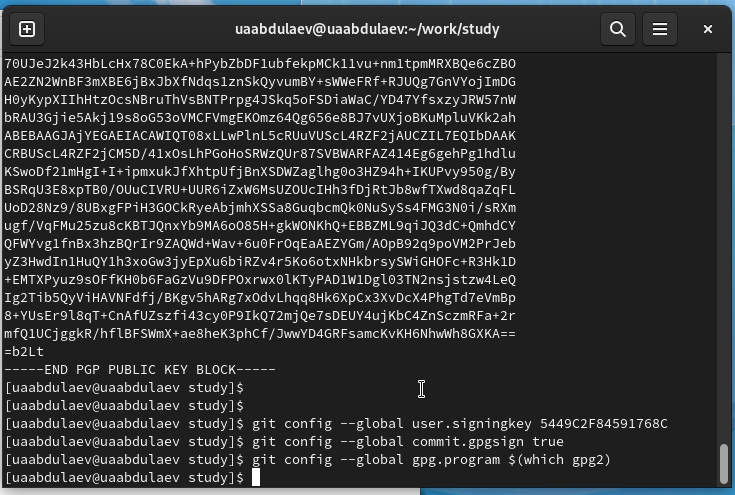 uaabdulaev@uaabdulaev:~/work/study
70UJeJ2k43HbLcHx78C0EkA+hPybZbDF1ubfekpMCk11vu+nm1tpmMRXBQe6cZBO
AE2ZN2WnBF3mXBE6jBxJbXfNdqs1znSkQyvumBY+sWWeFRf+RJUQg7GnVYojImDG
H0yKypXIIhHtzOcsNBruThVsBNTPrpg4JSkq5oFSDiaWaC/YD47YfsxzyJRW57nW
bRAU3Gjie5Akj19s8oG53oVMCFVmgEKOmz64Qg656e8BJ7vUXjoBKuMpluVKk2ah
ABEBAAGJAjYEGAEIACAWIQT08xLLwPlnL5cRUuVUScL4RZF2jAUCZIL7EQIbDAAK
CRBUScL4RZF2jCM5D/41xOsLhPGoHoSRWzQUr87SVBWARFAZ414Eg6gehPg1hdlu
KSwoDf21mHgI+I+ipmxukJfXhtpUfjBnXSDWZaglhg0o3HZ94h+IKUPvy950g/By
BSRqU3E8xpTB0/OUuCIVRU+UUR6iZxW6MsUZOUcIHh3fDjRtJb8wfTXwd8qaZqFL
UoD28Nz9/8UBxgFPiH3GOCkRyeAbjmhXSSa8GuqbcmQk0NuSySs4FMG3N0i/sRXm
ugf/VqFMu25zu8cKBTJQnxYb9MA6oO85H+gkWONKhQ+EBBZML9qiJQ3dC+QmhdCY
QFWYvg1fnBx3hzBQrIr9ZAQWd+Wav+6u0FrOqEaAEZYGm/AOpB92q9poVM2PrJeb
yZ3HwdIn1HuQY1h3xoGw3jyEpXu6biRZv4r5Ko6otxNHkbrsySWiGHOFc+R3Hk1D
+EMTXPyuz9sOFfKH0b6FaGzVu9DFPOxrwx0lKTyPAD1W1Dgl03TN2nsjstzw4LeQ
Ig2Tib5QyViHAVNFdfj/BKgv5hARg7xOdvLhqq8Hk6XpCx3XvDcX4PhgTd7eVmBp
8+YUsEr9l8qT+CnAfUZszfi43cy0P9IkQ72mjQe7sDEUY4ujKbC4ZnSczmRFa+2r
mfQ1UCjggkR/hflBFSWmX+ae8heK3phCf/JwwYD4GRFsamcKvKH6NhwWh8GXKA==
=b2Lt
-----END PGP PUBLIC KEY BLOCK-----
[uaabdulaev@uaabdulaev study]$
[uaabdulaev@uaabdulaev study]$
[uaabdulaev@uaabdulaev study]$ git config --global user.signingkey 5449C2F84591768C
[uaabdulaev@uaabdulaev study]$ git config --global commit.gpgsign true
[uaabdulaev@uaabdulaev study]$ git config --global gpg.program $(which gpg2)
[uaabdulaev@uaabdulaev study]$